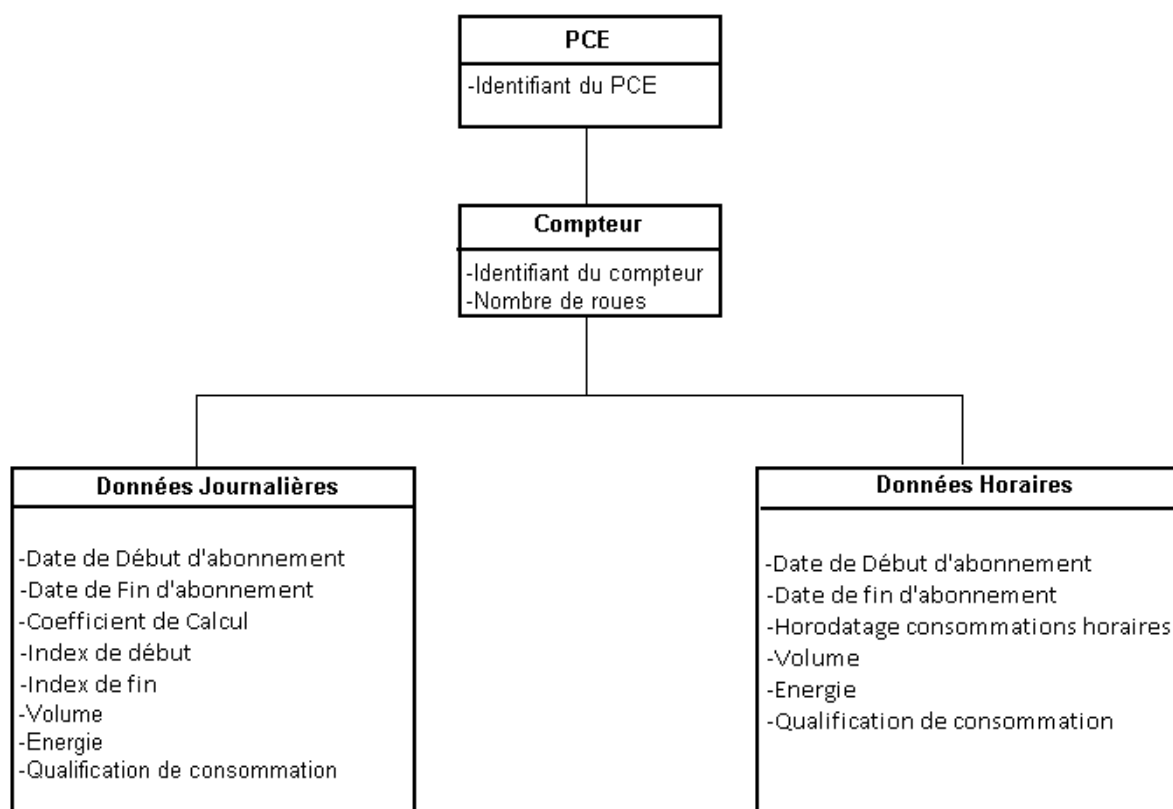 PCE
-Identifiant du PCE
Compteur
-Identifiant du compteur
-Nombre de roues
Données Journalières
-Date de Début d'abonnement
-Date de Fin d'abonnement
-Coefficient de Calcul
-Index de début
-Index de fin
-Volume
-Energie
-Qualification de consommation
Données Horaires
-Date de Début d'abonnement
-Date de fin d'abonnement
-Horodatage consommations horaires
-Volume
-Energie
-Qualification de consommation